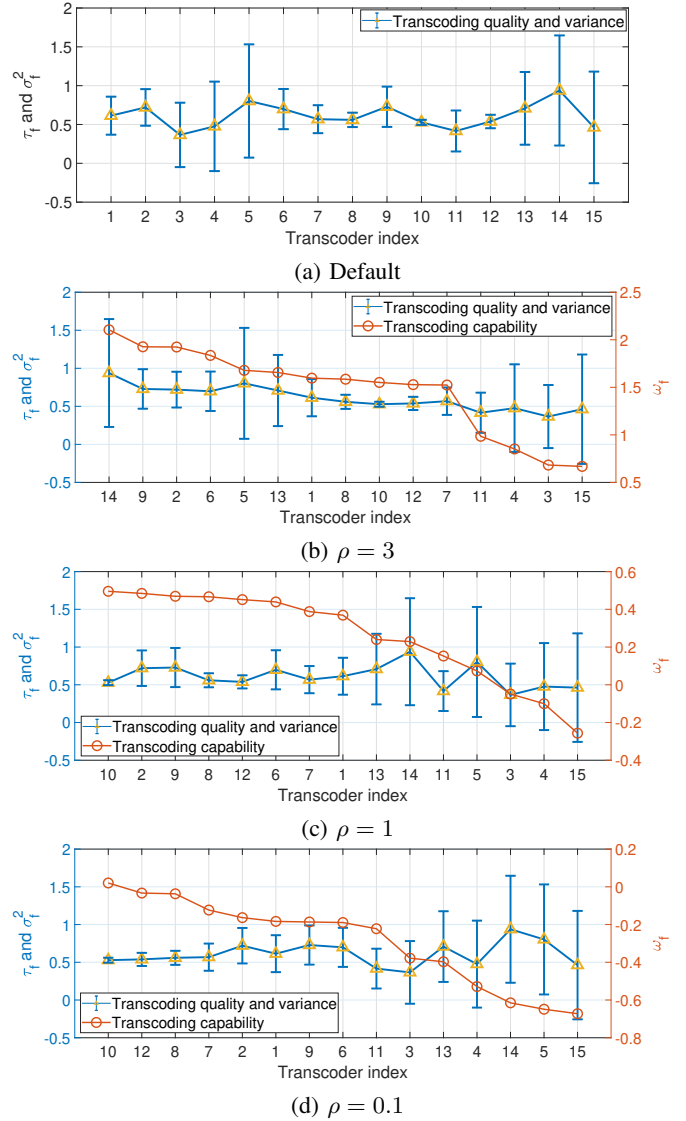 2
1.5
1
0.5
0
-0.5
τf and σf²
Transcoding quality and variance
1 2 3 4 5 6 7 8 9 10 11 12 13 14 15
Transcoder index
(a) Default
2
1.5
1
0.5
0
-0.5
τf and σf²
Transcoding quality and variance
Transcoding capability
2.5
2
1.5
1
0.5
ωf
14 9 2 6 5 13 1 8 10 12 7 11 4 3 15
Transcoder index
(b) ρ = 3
2
1.5
1
0.5
0
-0.5
τf and σf²
Transcoding quality and variance
Transcoding capability
0.6
0.4
0.2
0
-0.2
-0.4
ωf
10 2 9 8 12 6 7 1 13 14 11 5 3 4 15
Transcoder index
(c) ρ = 1
2
1.5
1
0.5
0
-0.5
τf and σf²
Transcoding quality and variance
Transcoding capability
0.2
0
-0.2
-0.4
-0.6
-0.8
ωf
10 12 8 7 2 1 9 6 11 3 13 4 14 5 15
Transcoder index
(d) ρ = 0.1